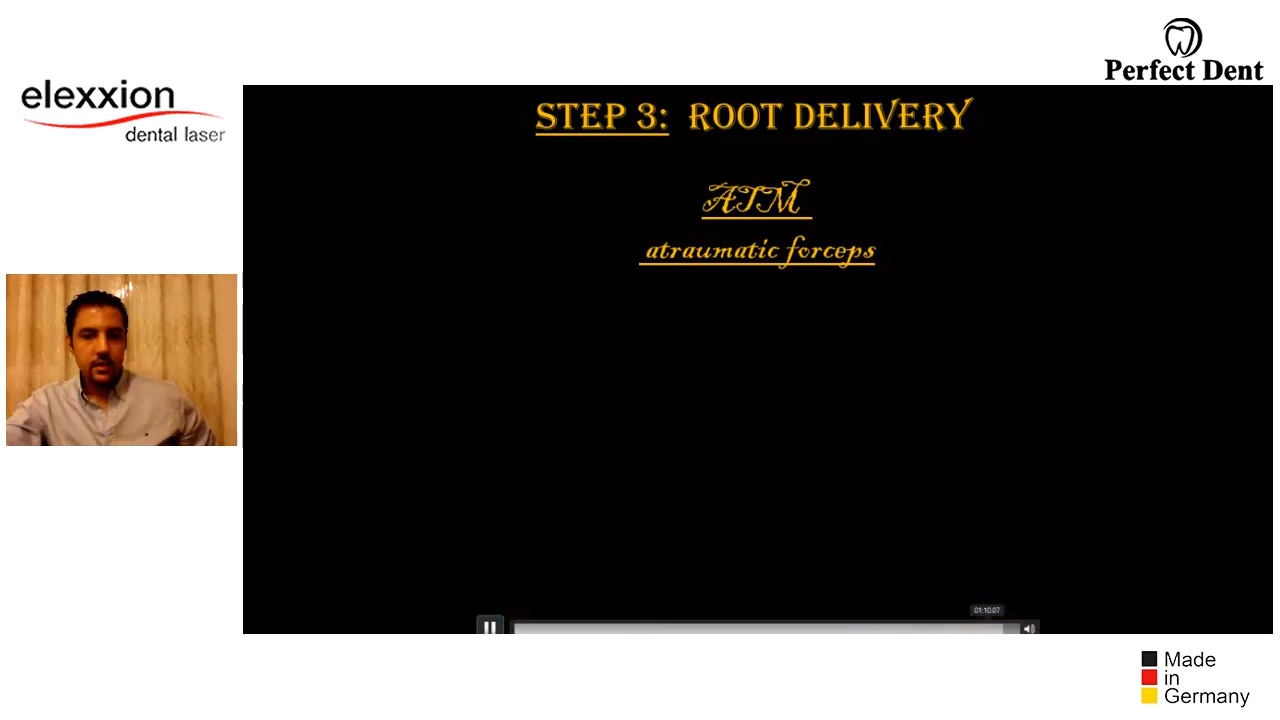 Perfect Dent
elexxion
dental laser
STEP 3: ROOT DELIVERY
ATM
atraumatic forceps
01:10.07
Made
in
Germany